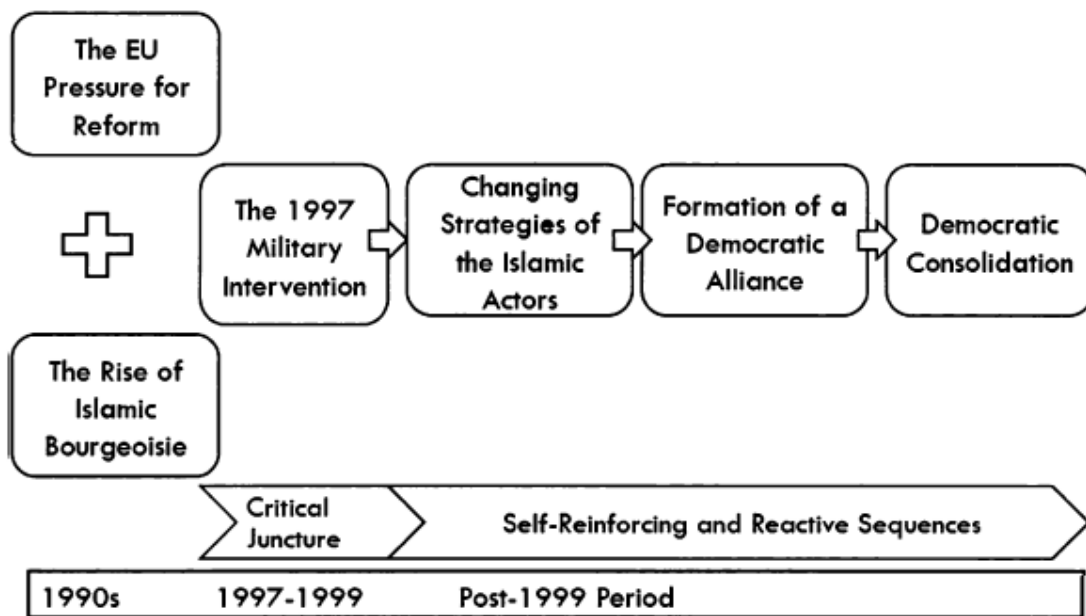 The EU
Pressure for
Reform
The 1997
Military
Intervention
Changing
Strategies of
the Islamic
Actors
Formation of a
Democratic
Alliance
Democratic
Consolidation
The Rise of
Islamic
Bourgeoisie
Critical
Juncture
Self-Reinforcing and Reactive Sequences
1990s 1997-1999 Post-1999 Period